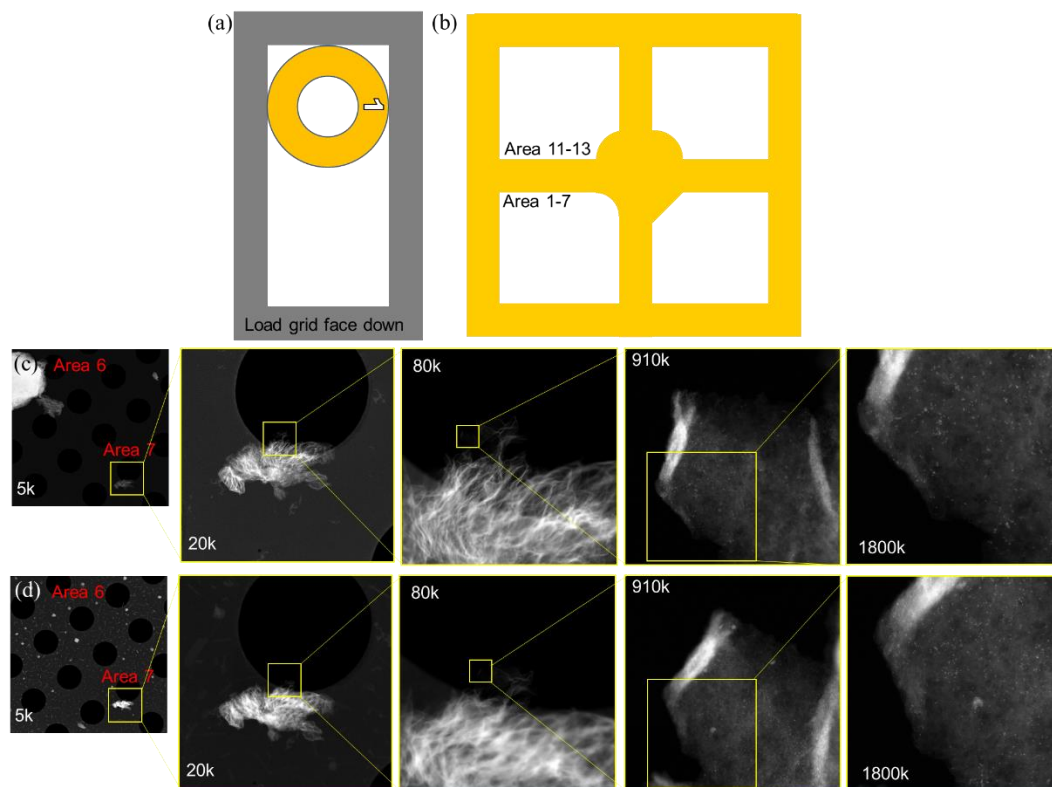 (a)
1
Load grid face down
(b)
Area 11-13
Area 1-7
(c)
Area 6
Area 7
5k
20k
80k
910k
1800k
(d)
Area 6
Area 7
5k
20k
80k
910k
1800k